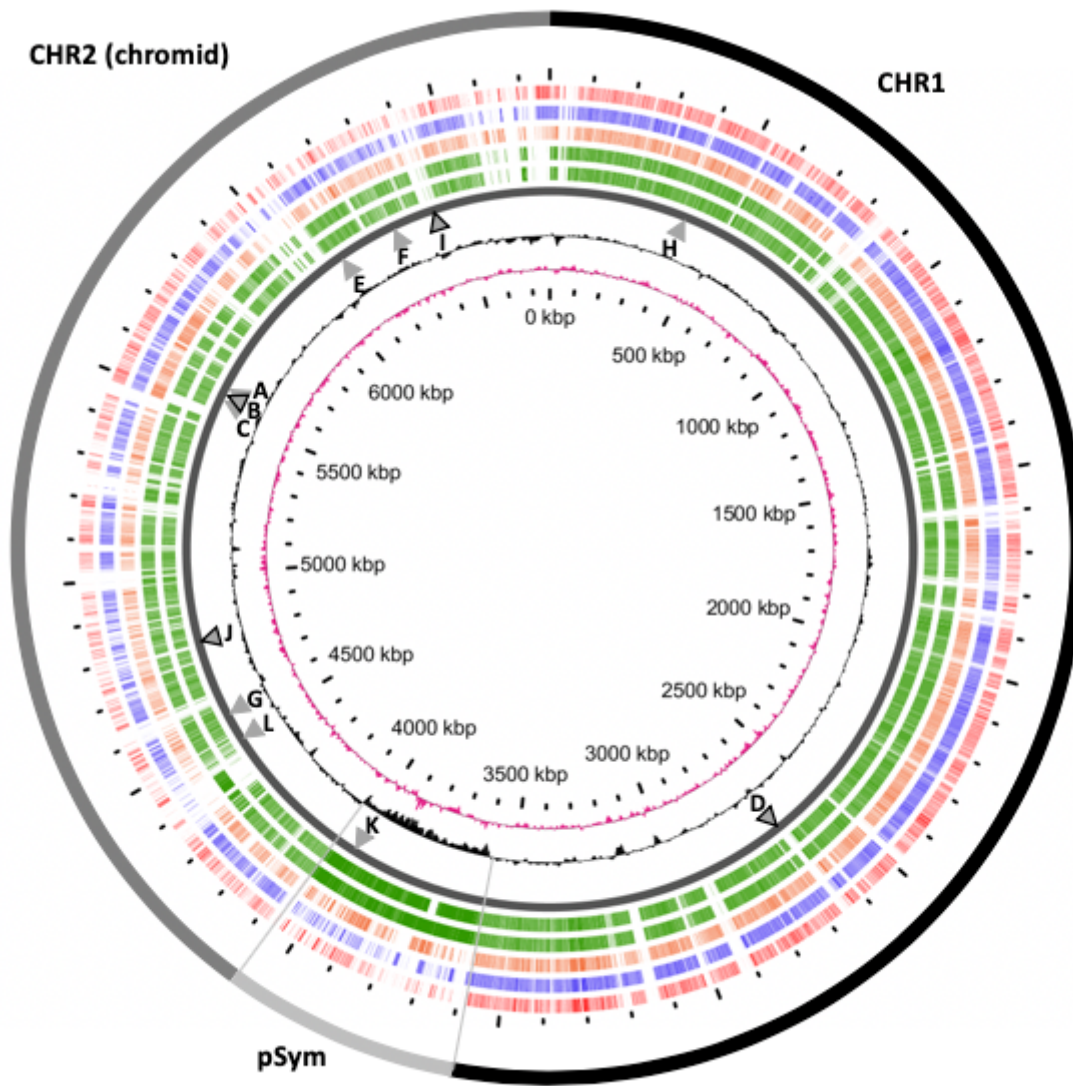 CHR2 (chromid)
CHR1
H
I
F
E
0 kbp
500 kbp
6000 kbp
A
B
C
1000 kbp
5500 kbp
1500 kbp
5000 kbp
2000 kbp
J
4500 kbp
2500 kbp
G
L
4000 kbp
3000 kbp
3500 kbp
D
K
pSym